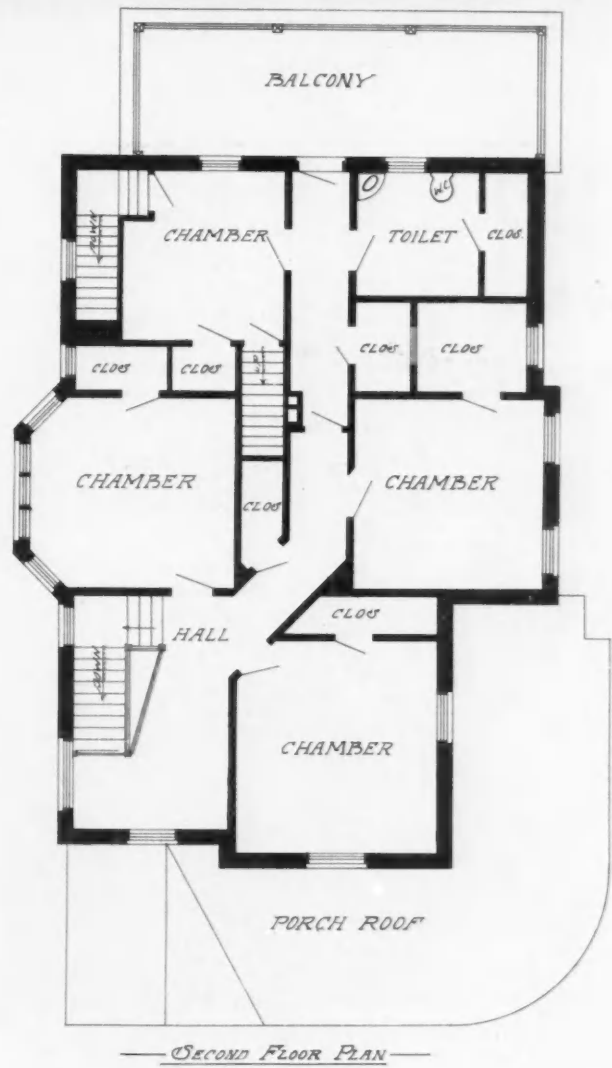 BALCONY
W.C.
CHAMBER
TOILET
CLOS.
DOWN
CLOS
CLOS
CLOS
CLOS
UP
CHAMBER
CHAMBER
CLOS
CLOS
HALL
DOWN
CHAMBER
PORCH ROOF
SECOND FLOOR PLAN